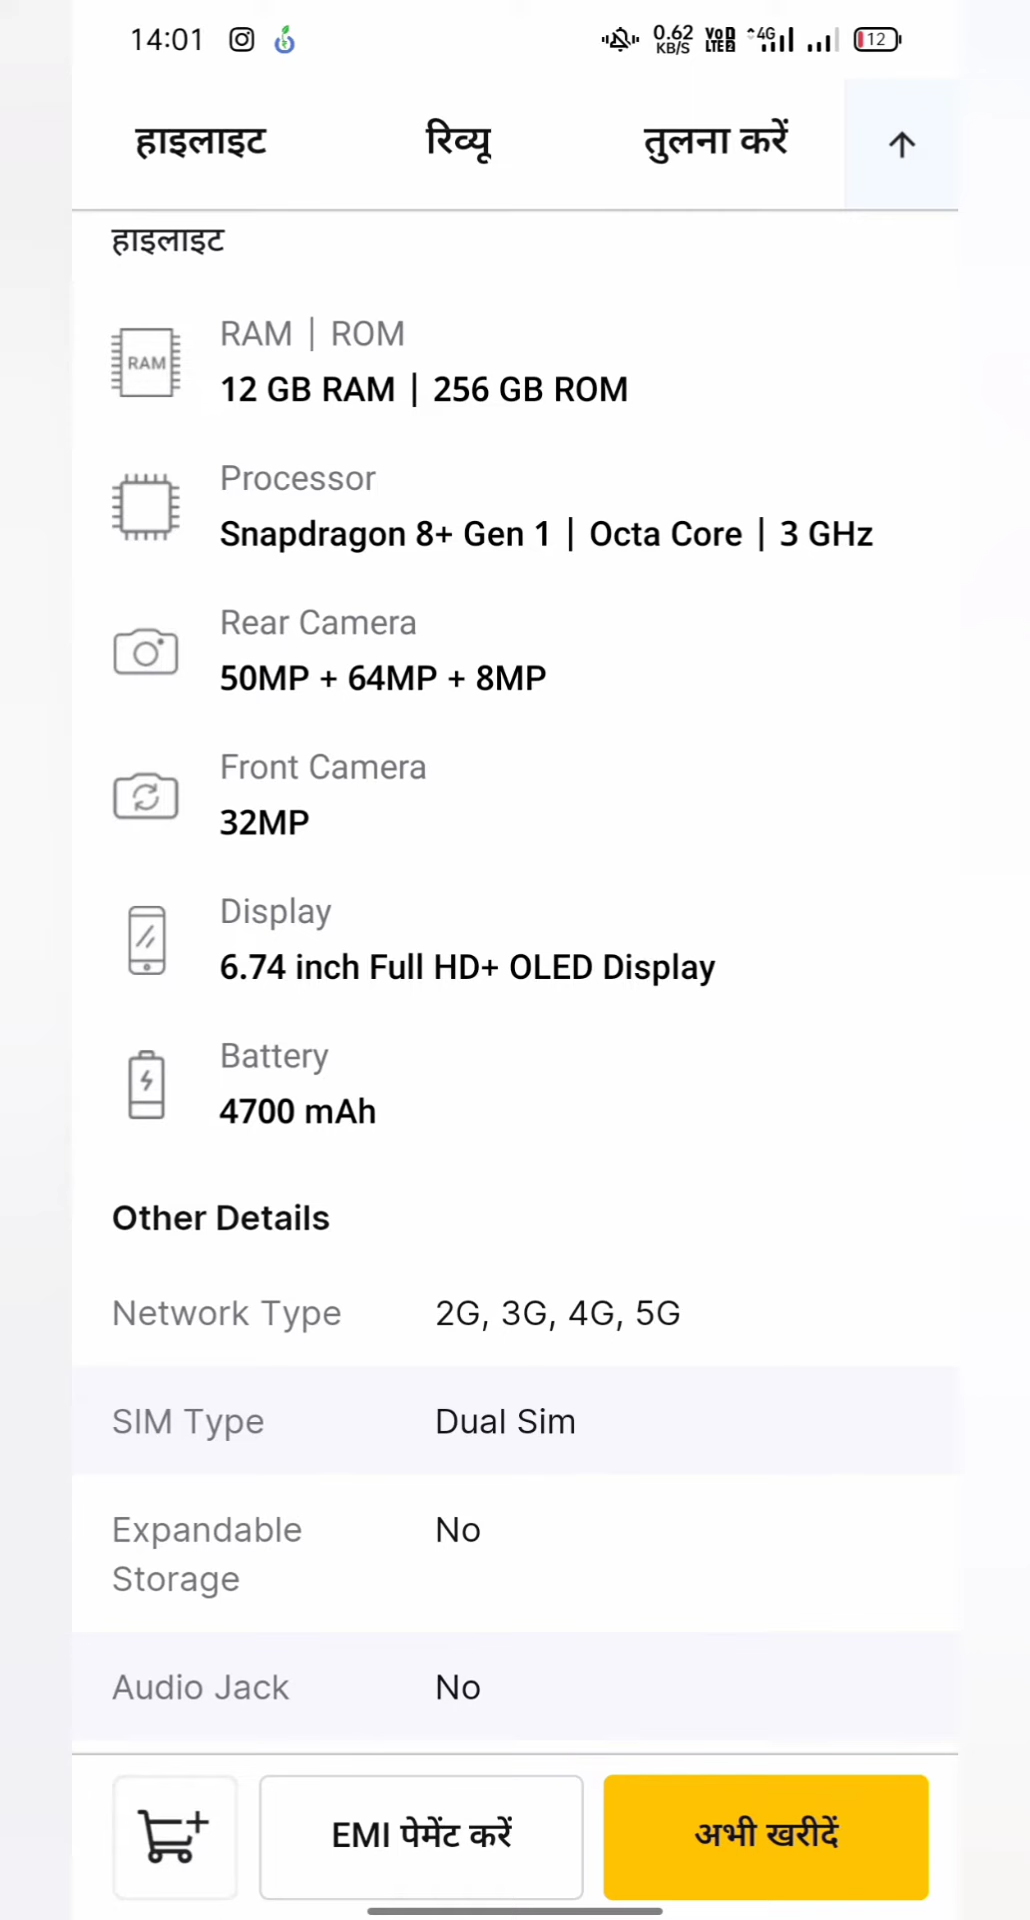 14:01 0.62 KB/S VoD LTE2 4G 12
हाइलाइट रिव्यू तुलना करें
हाइलाइट
RAM | ROM
RAM
12 GB RAM | 256 GB ROM
Processor
Snapdragon 8+ Gen 1 | Octa Core | 3 GHz
Rear Camera
50MP + 64MP + 8MP
Front Camera
32MP
Display
6.74 inch Full HD+ OLED Display
Battery
4700 mAh
Other Details
Network Type 2G, 3G, 4G, 5G
SIM Type Dual Sim
Expandable No
Storage
Audio Jack No
EMI पेमेंट करें अभी खरीदें